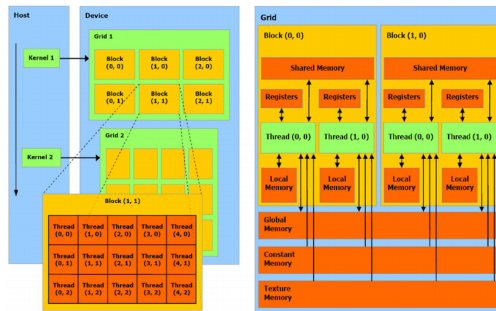 Host
Device
Grid 1
Kernel 1
Block
(0, 0)
Block
(1, 0)
Block
(2, 0)
Block
(0, 1)
Block
(1, 1)
Block
(2, 1)
Grid 2
Kernel 2
Block (1, 1)
Thread
(0, 0)
Thread
(1, 0)
Thread
(2, 0)
Thread
(3, 0)
Thread
(4, 0)
Thread
(0, 1)
Thread
(1, 1)
Thread
(2, 1)
Thread
(3, 1)
Thread
(4, 1)
Thread
(0, 2)
Thread
(1, 2)
Thread
(2, 2)
Thread
(3, 2)
Thread
(4, 2)
Grid
Block (0, 0)
Shared Memory
Registers
Registers
Thread (0, 0)
Thread (1, 0)
Local
Memory
Local
Memory
Block (1, 0)
Shared Memory
Registers
Registers
Thread (0, 0)
Thread (1, 0)
Local
Memory
Local
Memory
Global
Memory
Constant
Memory
Texture
Memory